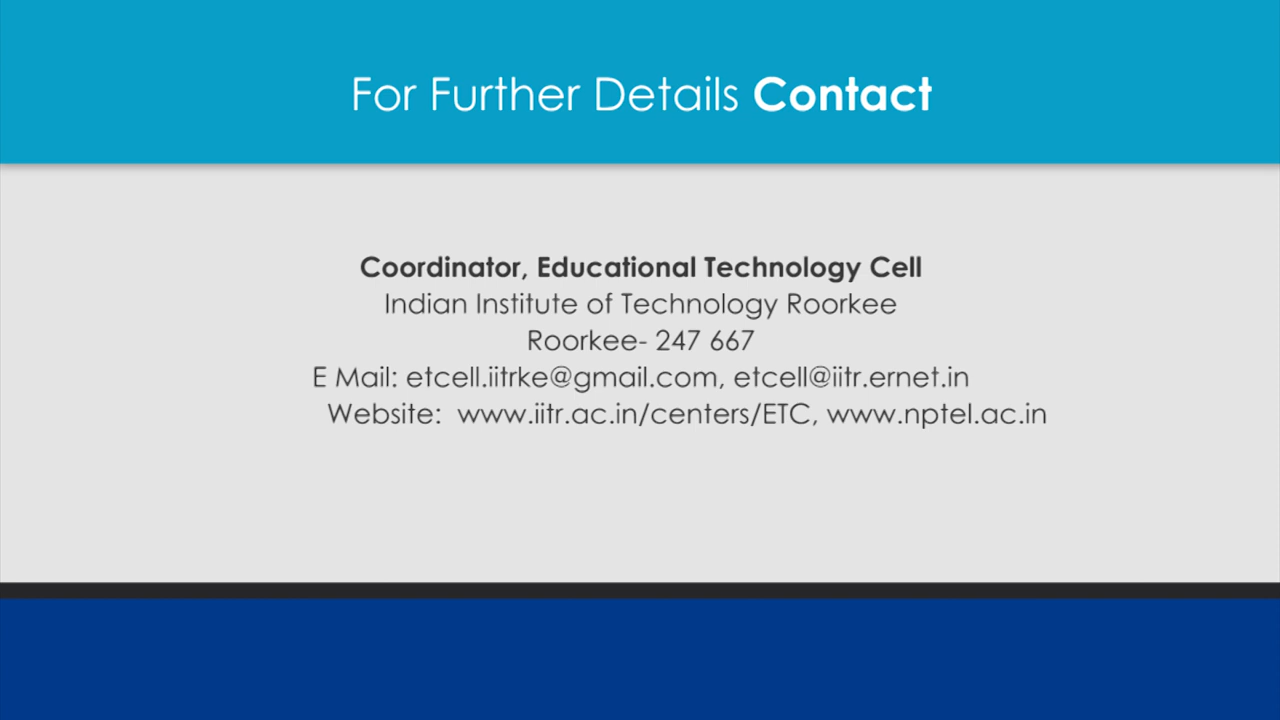 For Further Details Contact
Coordinator, Educational Technology Cell
Indian Institute of Technology Roorkee
Roorkee- 247 667
E Mail: etcell.iitrke@gmail.com, etcell@iitr.ernet.in
Website: www.iitr.ac.in/centers/ETC, www.nptel.ac.in